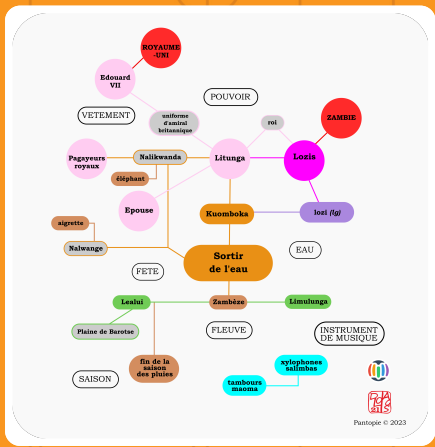 ROYAUME
-UNI
Edouard
VII
POUVOIR
VETEMENT
uniforme
d'amiral
britannique
roi
ZAMBIE
Pagayeurs
royaux
Nalikwanda
Litunga
Lozis
éléphant
Epouse
Kuomboka
lozi (lg)
aigrette
Nalwange
Sortir
de l'eau
EAU
FETE
Lealui
Zambèze
Limulunga
Plaine de Barotse
FLEUVE
INSTRUMENT
DE MUSIQUE
fin de la
saison
des pluies
xylophones
salimbas
SAISON
tambours
maoma
Pantopie © 2023